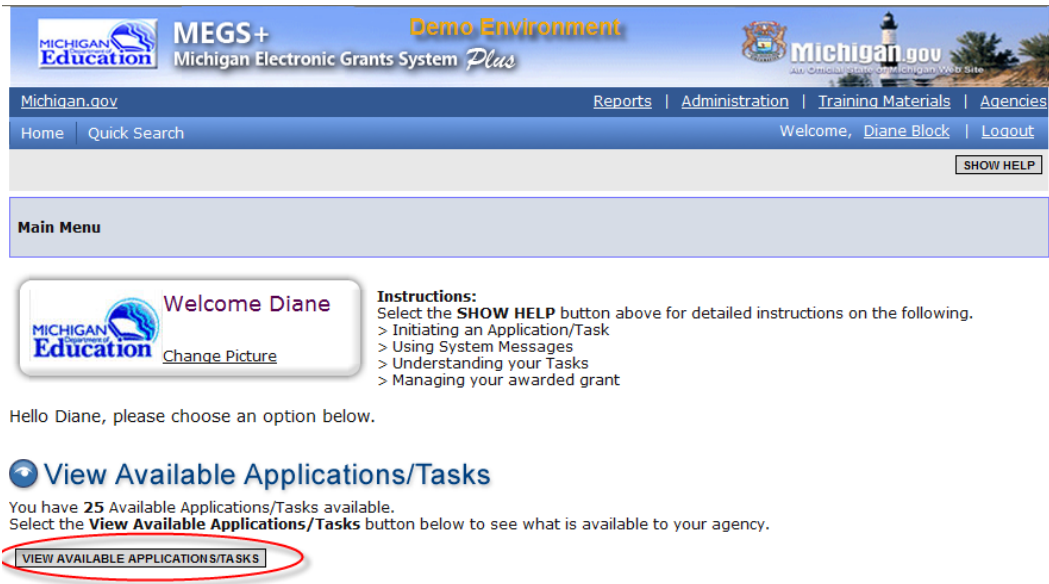 MICHIGAN
Department of
Education
MEGS+
Michigan Electronic Grants System Plus
Demo Environment
Michigan.gov
An Official State of Michigan Web Site
Michigan.gov
Reports | Administration | Training Materials | Agencies
Home | Quick Search
Welcome, Diane Block | Logout
SHOW HELP
Main Menu
MICHIGAN
Department of
Education
Welcome Diane
Change Picture
Instructions:
Select the SHOW HELP button above for detailed instructions on the following.
> Initiating an Application/Task
> Using System Messages
> Understanding your Tasks
> Managing your awarded grant
Hello Diane, please choose an option below.
View Available Applications/Tasks
You have 25 Available Applications/Tasks available.
Select the View Available Applications/Tasks button below to see what is available to your agency.
VIEW AVAILABLE APPLICATIONS/TASKS